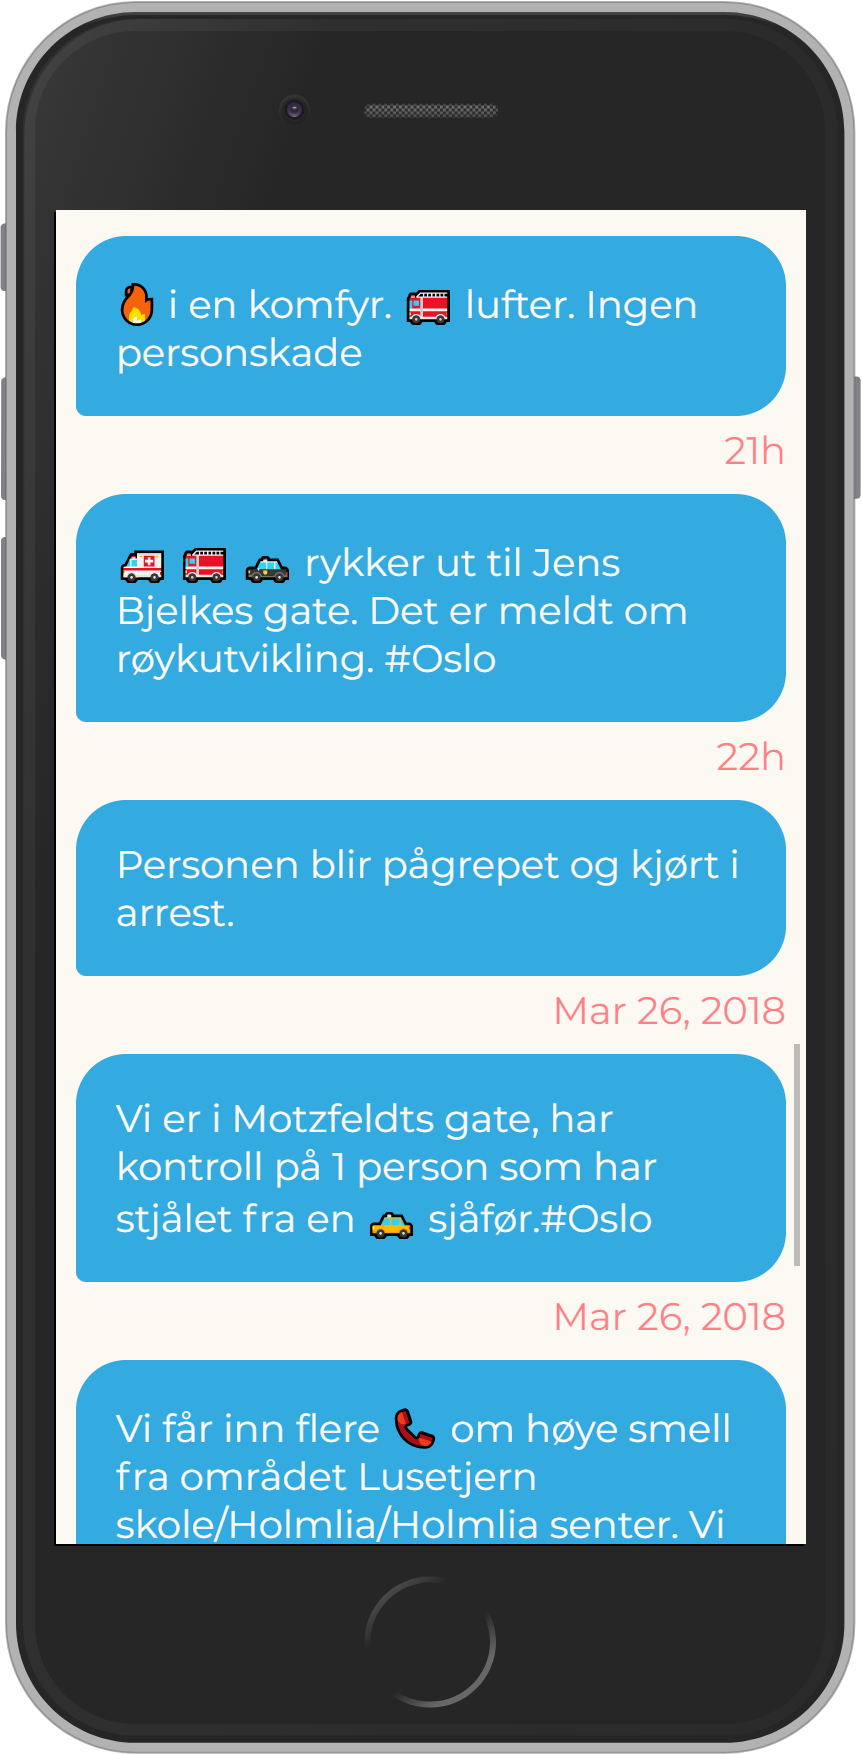 🔥 i en komfyr. 🚒 lufter. Ingen
personskade
21h
🚑 🚒 🚓 rykker ut til Jens
Bjelkes gate. Det er meldt om
røykutvikling. #Oslo
22h
Personen blir pågrepet og kjørt i
arrest.
Mar 26, 2018
Vi er i Motzfeldts gate, har
kontroll på 1 person som har
stjålet fra en 🚕 sjåfør.#Oslo
Mar 26, 2018
Vi får inn flere 📞 om høye smell
fra området Lusetjern
skole/Holmlia/Holmlia senter. Vi